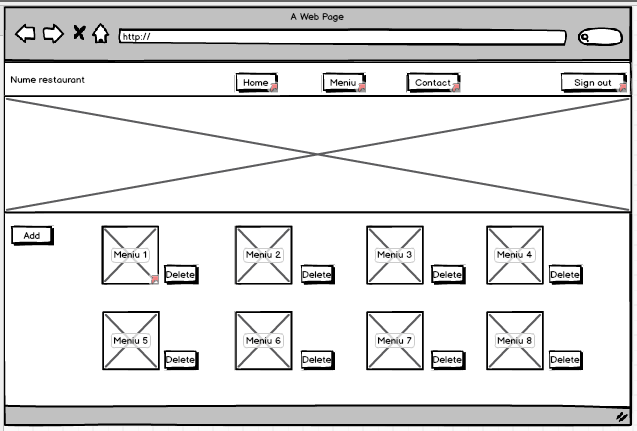 A Web Page
http://
Nume restaurant
Home
Meniu
Contact
Sign out
Add
Meniu 1
Delete
Meniu 2
Delete
Meniu 3
Delete
Meniu 4
Delete
Meniu 5
Delete
Meniu 6
Delete
Meniu 7
Delete
Meniu 8
Delete